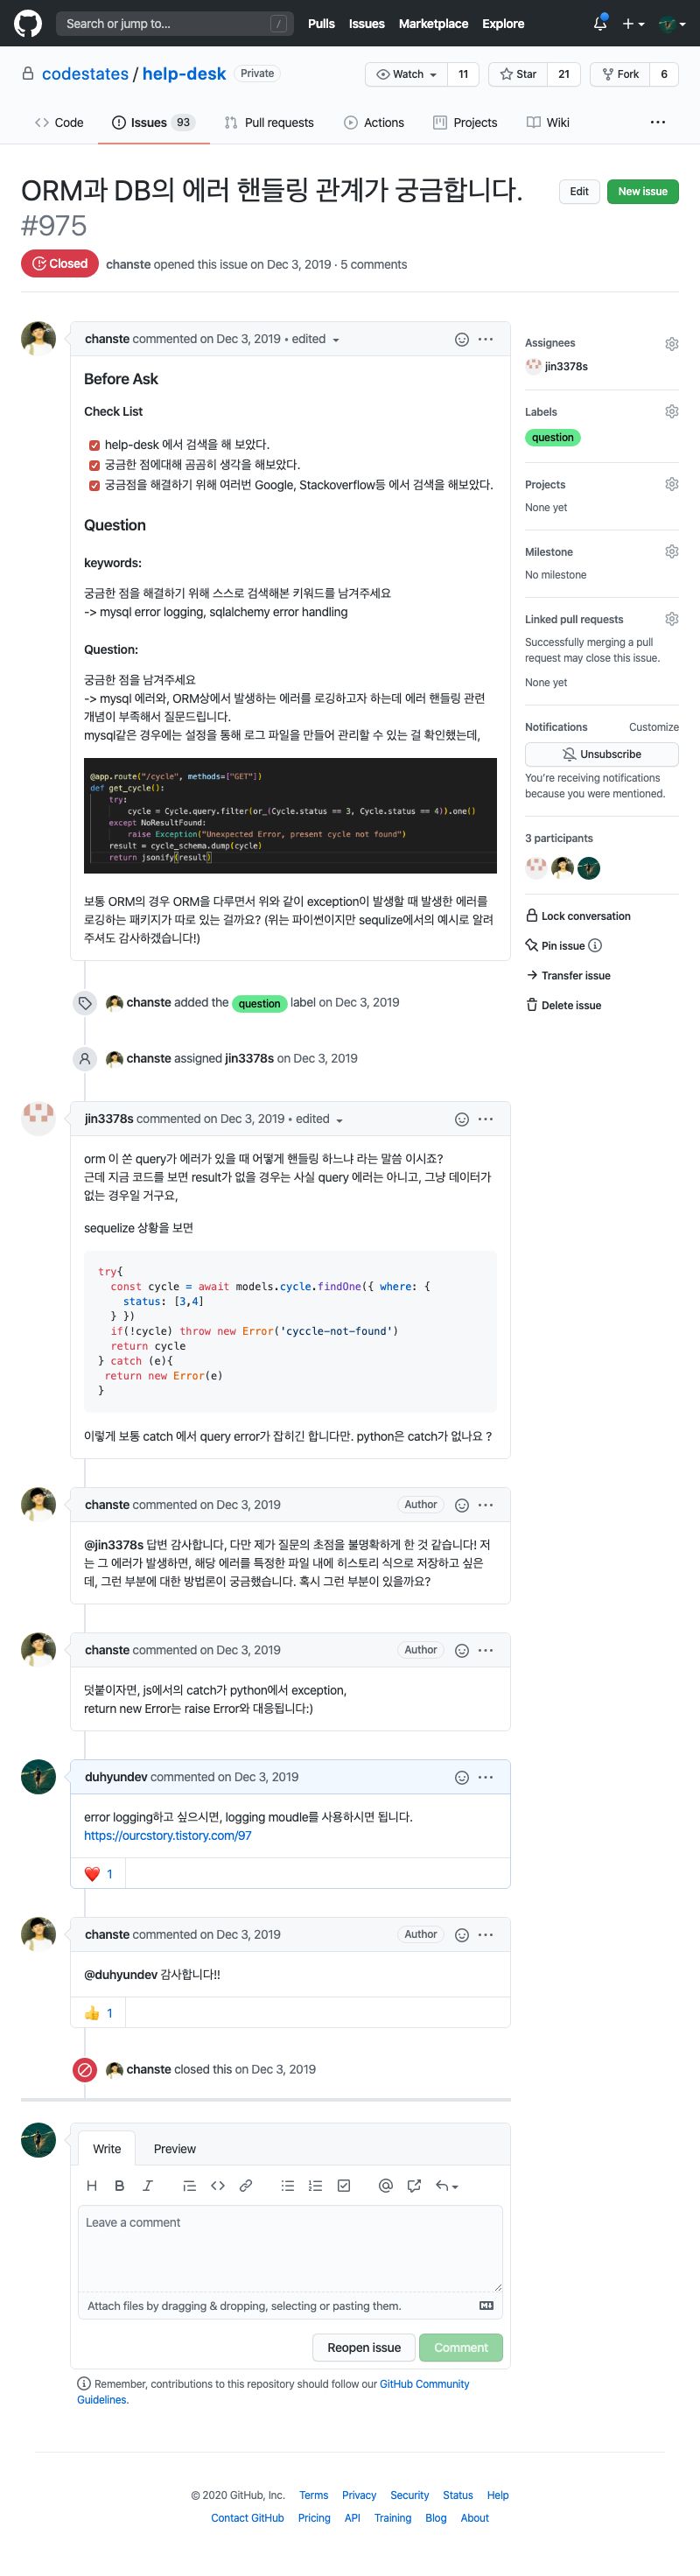 Search or jump to... /
Pulls Issues Marketplace Explore
codestates / help-desk Private
Watch 11 Star 21 Fork 6
Code Issues 93 Pull requests Actions Projects Wiki
ORM과 DB의 에러 핸들링 관계가 궁금합니다.
#975
Edit New issue
Closed chanste opened this issue on Dec 3, 2019 · 5 comments
chanste commented on Dec 3, 2019 • edited
Before Ask
Check List
help-desk 에서 검색을 해 보았다.
궁금한 점에대해 곰곰히 생각을 해보았다.
궁금점을 해결하기 위해 여러번 Google, Stackoverflow등 에서 검색을 해보았다.
Question
keywords:
궁금한 점을 해결하기 위해 스스로 검색해본 키워드를 남겨주세요
-> mysql error logging, sqlalchemy error handling
Question:
궁금한 점을 남겨주세요
-> mysql 에러와, ORM상에서 발생하는 에러를 로깅하고자 하는데 에러 핸들링 관련
개념이 부족해서 질문드립니다.
mysql같은 경우에는 설정을 통해 로그 파일을 만들어 관리할 수 있는 걸 확인했는데,
@app.route("/cycle", methods=["GET"])
def get_cycle():
try:
cycle = Cycle.query.filter(or_(Cycle.status == 3, Cycle.status == 4)).one()
except NoResultFound:
raise Exception("Unexpected Error, present cycle not found")
result = cycle_schema.dump(cycle)
return jsonify(result)
보통 ORM의 경우 ORM을 다루면서 위와 같이 exception이 발생할 때 발생한 에러를
로깅하는 패키지가 따로 있는 걸까요? (위는 파이썬이지만 sequlize에서의 예시로 알려
주셔도 감사하겠습니다!)
chanste added the question label on Dec 3, 2019
chanste assigned jin3378s on Dec 3, 2019
jin3378s commented on Dec 3, 2019 • edited
orm 이 쏜 query가 에러가 있을 때 어떻게 핸들링 하느냐 라는 말씀 이시죠?
근데 지금 코드를 보면 result가 없을 경우는 사실 query 에러는 아니고, 그냥 데이터가
없는 경우일 거구요,
sequelize 상황을 보면
try{
const cycle = await models.cycle.findOne({ where: {
status: [3,4]
} })
if(!cycle) throw new Error('cyccle-not-found')
return cycle
} catch (e){
return new Error(e)
}
이렇게 보통 catch 에서 query error가 잡히긴 합니다만. python은 catch가 없나요 ?
chanste commented on Dec 3, 2019 Author
@jin3378s 답변 감사합니다, 다만 제가 질문의 초점을 불명확하게 한 것 같습니다! 저
는 그 에러가 발생하면, 해당 에러를 특정한 파일 내에 히스토리 식으로 저장하고 싶은
데, 그런 부분에 대한 방법론이 궁금했습니다. 혹시 그런 부분이 있을까요?
chanste commented on Dec 3, 2019 Author
덧붙이자면, js에서의 catch가 python에서 exception,
return new Error는 raise Error와 대응됩니다:)
duhyundev commented on Dec 3, 2019
error logging하고 싶으시면, logging moudle를 사용하시면 됩니다.
https://ourcstory.tistory.com/97
❤️ 1
chanste commented on Dec 3, 2019 Author
@duhyundev 감사합니다!!
👍 1
chanste closed this on Dec 3, 2019
Write Preview
H B I
Leave a comment
Attach files by dragging & dropping, selecting or pasting them.
Reopen issue Comment
Remember, contributions to this repository should follow our GitHub Community
Guidelines.
Assignees
jin3378s
Labels
question
Projects
None yet
Milestone
No milestone
Linked pull requests
Successfully merging a pull
request may close this issue.
None yet
Notifications Customize
Unsubscribe
You're receiving notifications
because you were mentioned.
3 participants
Lock conversation
Pin issue
Transfer issue
Delete issue
© 2020 GitHub, Inc. Terms Privacy Security Status Help
Contact GitHub Pricing API Training Blog About